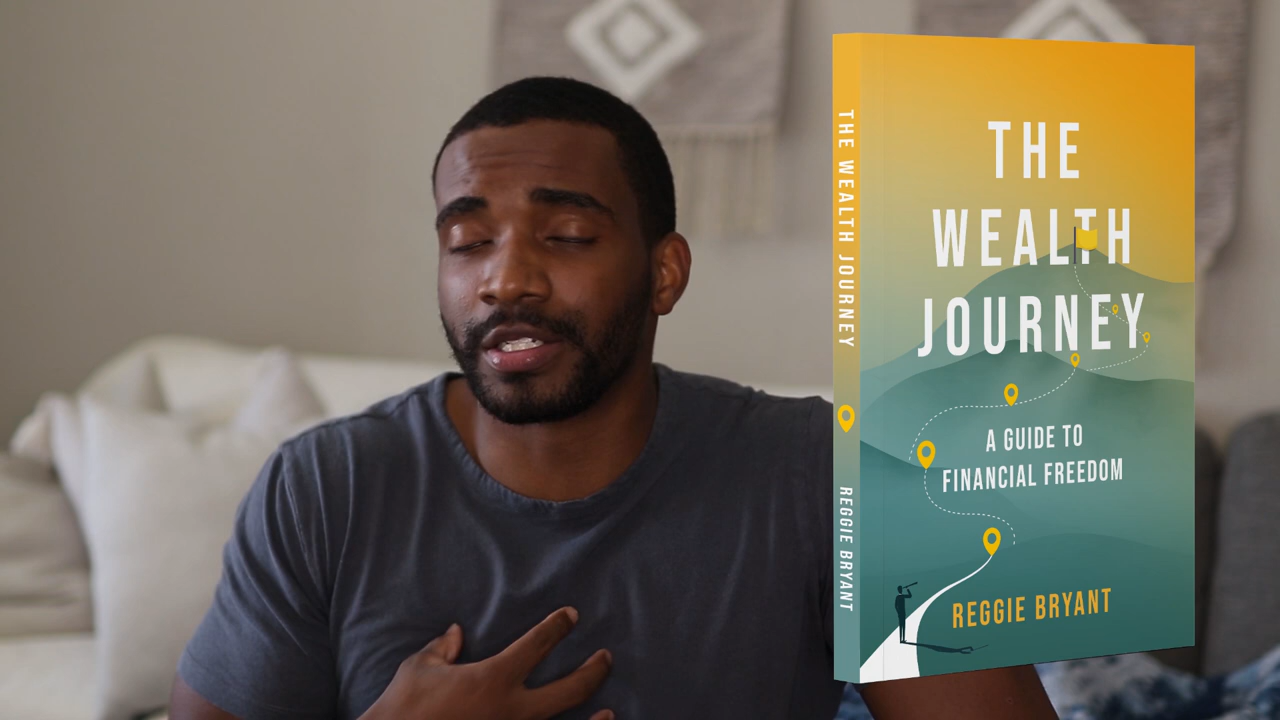 THE WEALTH JOURNEY
REGGIE BRYANT
THE
WEALTH
JOURNEY
A GUIDE TO
FINANCIAL FREEDOM
REGGIE BRYANT